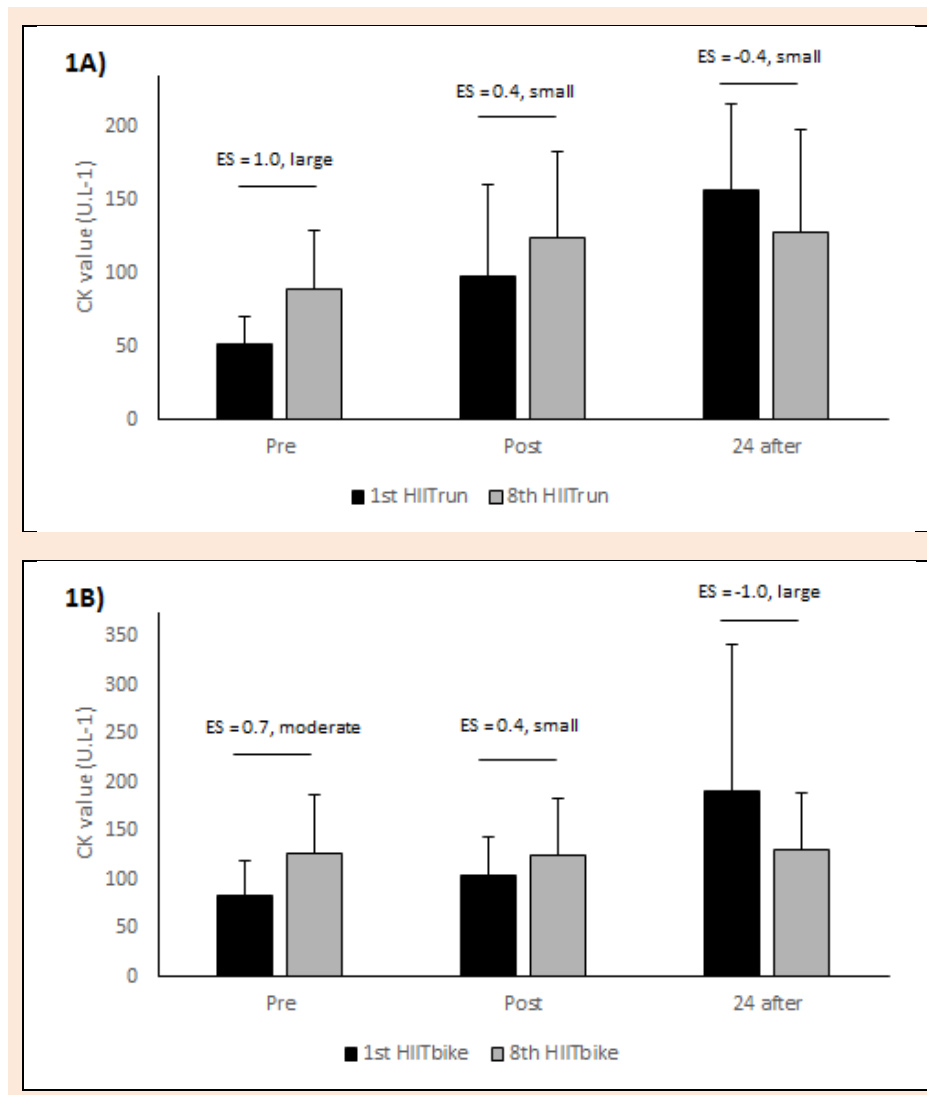 1A)
ES = -0.4, small
ES = 0.4, small
ES = 1.0, large
CK value (U.L-1)
200
150
100
50
0
Pre Post 24 after
1st HIITrun 8th HIITrun
1B)
ES = -1.0, large
ES = 0.7, moderate
ES = 0.4, small
CK value (U.L-1)
350
300
250
200
150
100
50
0
Pre Post 24 after
1st HIITbike 8th HIITbike